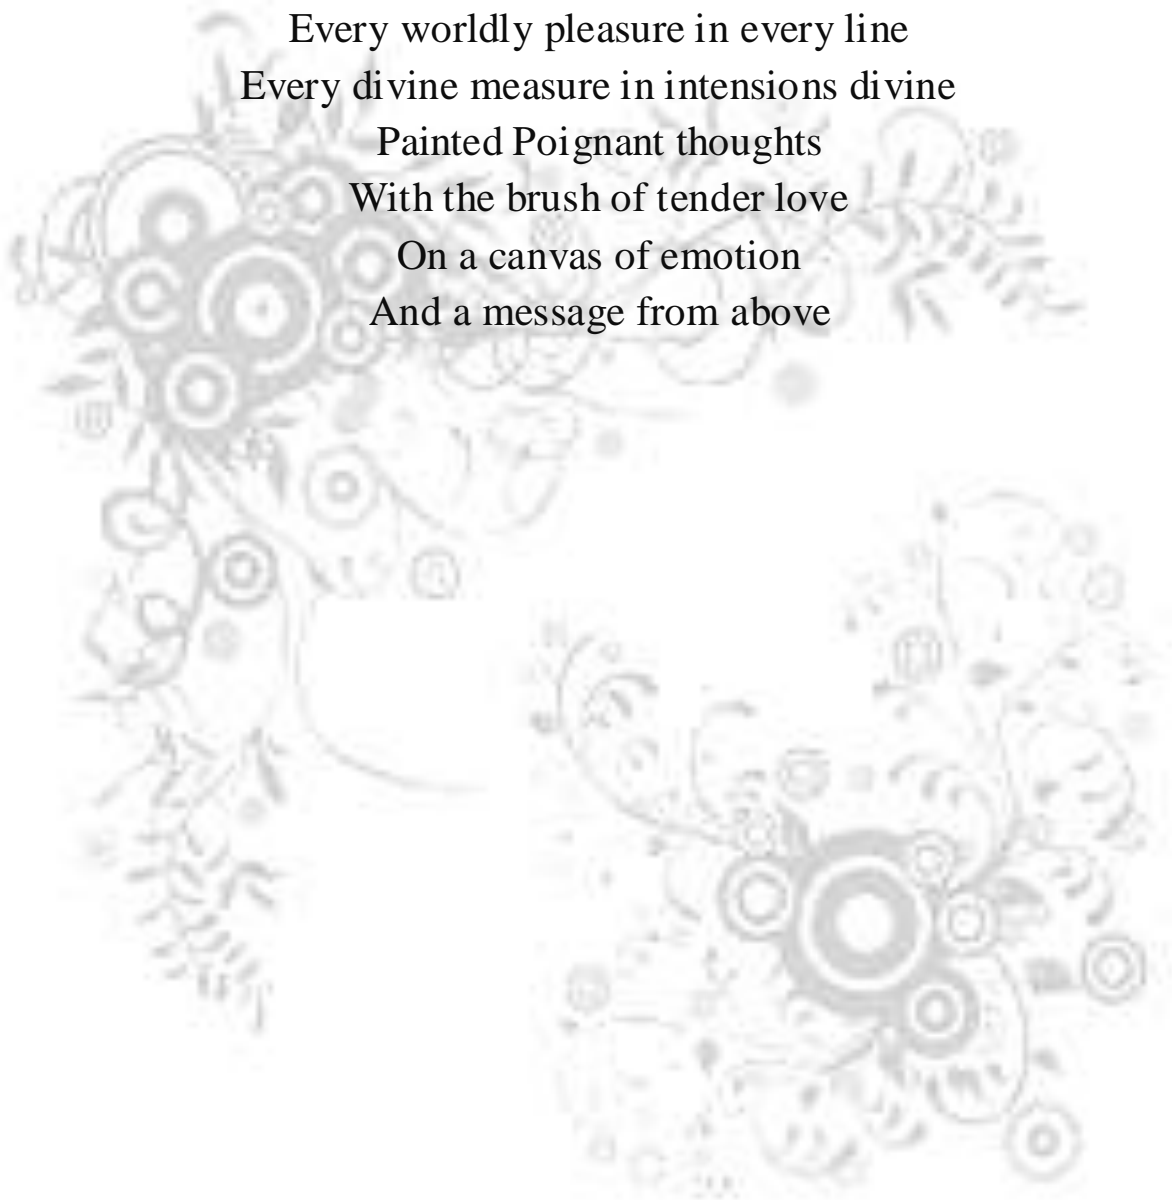 Every worldly pleasure in every line
Every divine measure in intensions divine
Painted Poignant thoughts
With the brush of tender love
On a canvas of emotion
And a message from above